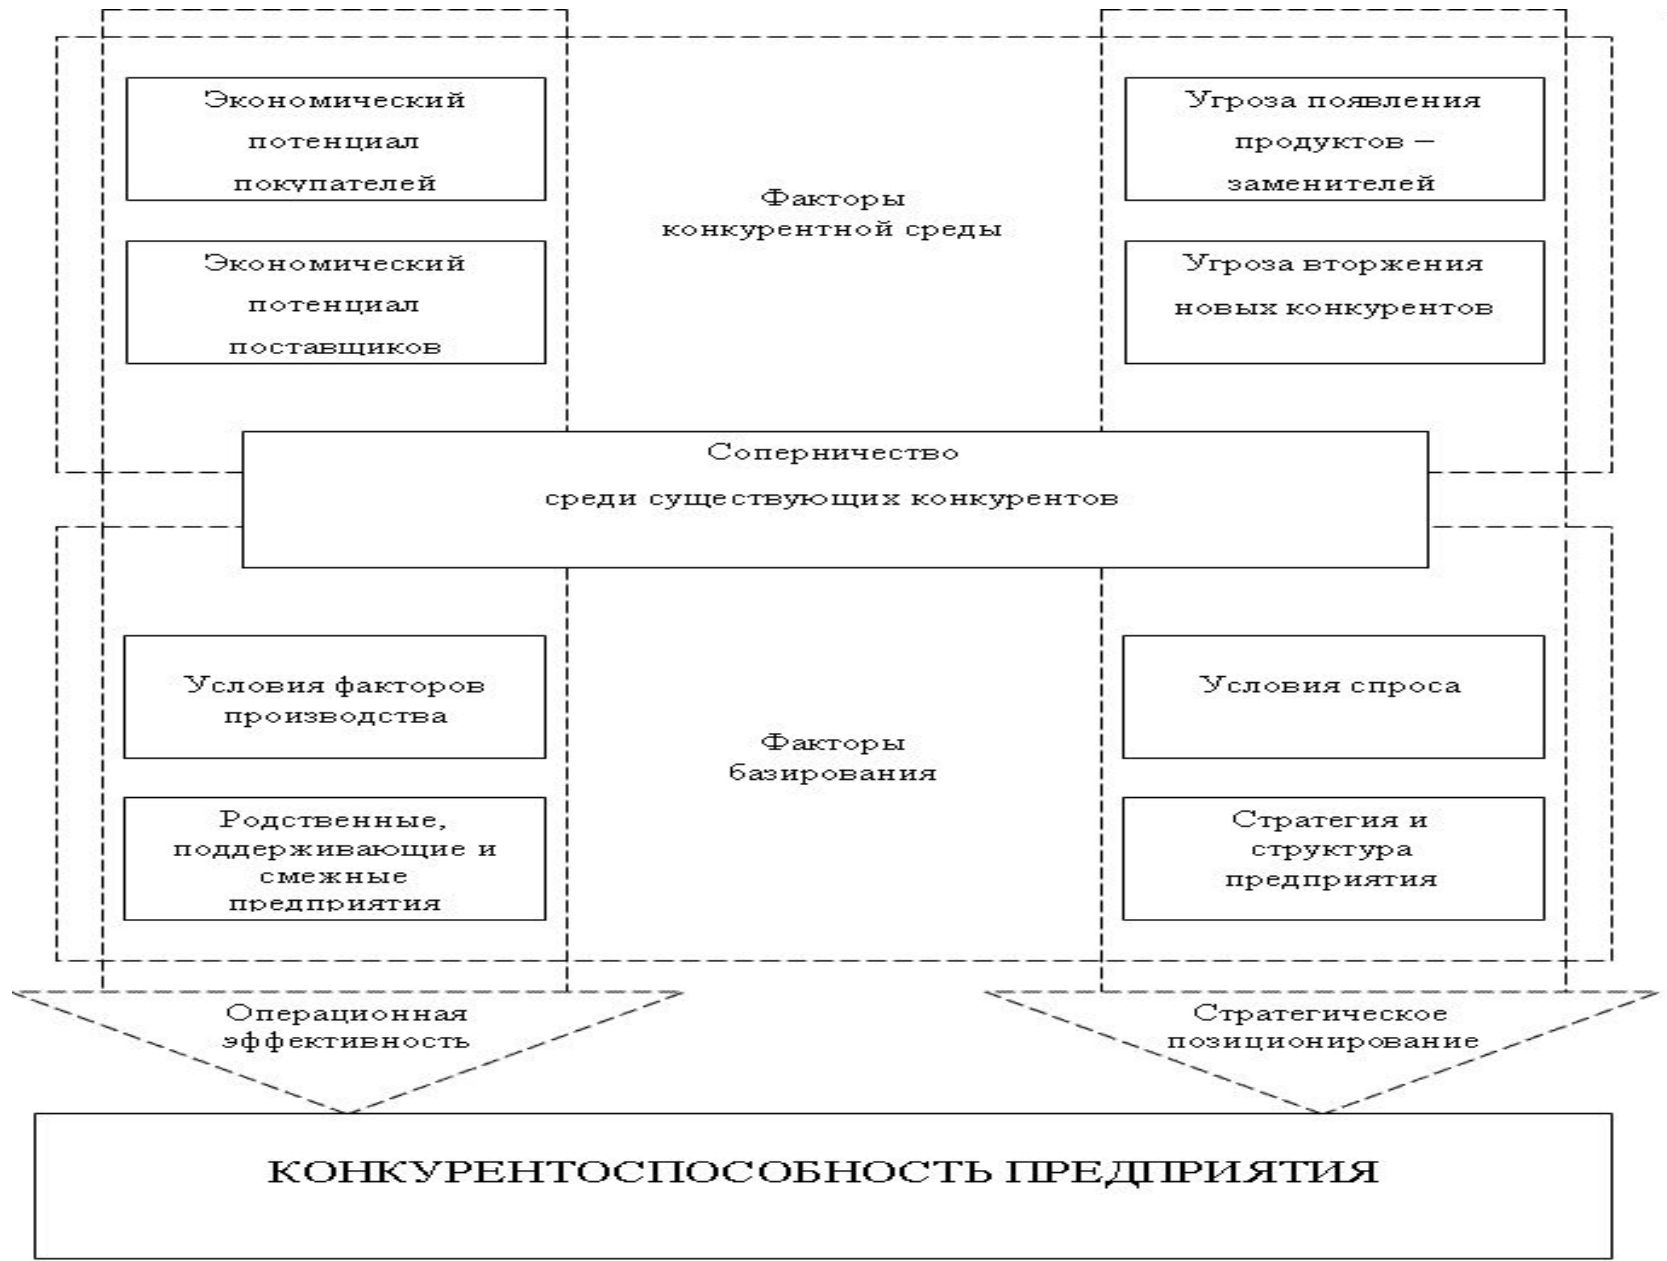 Экономический
потенциал
покупателей
Угроза появления
продуктов –
заменителей
Факторы
конкурентной среды
Экономический
потенциал
поставщиков
Угроза вторжения
новых конкурентов
Соперничество
среди существующих конкурентов
Условия факторов
производства
Условия спроса
Факторы
базирования
Родственные,
поддерживающие и
смежные
предприятия
Стратегия и
структура
предприятия
Операционная
эффективность
Стратегическое
позиционирование
КОНКУРЕНТОСПОСОБНОСТЬ ПРЕДПРИЯТИЯ